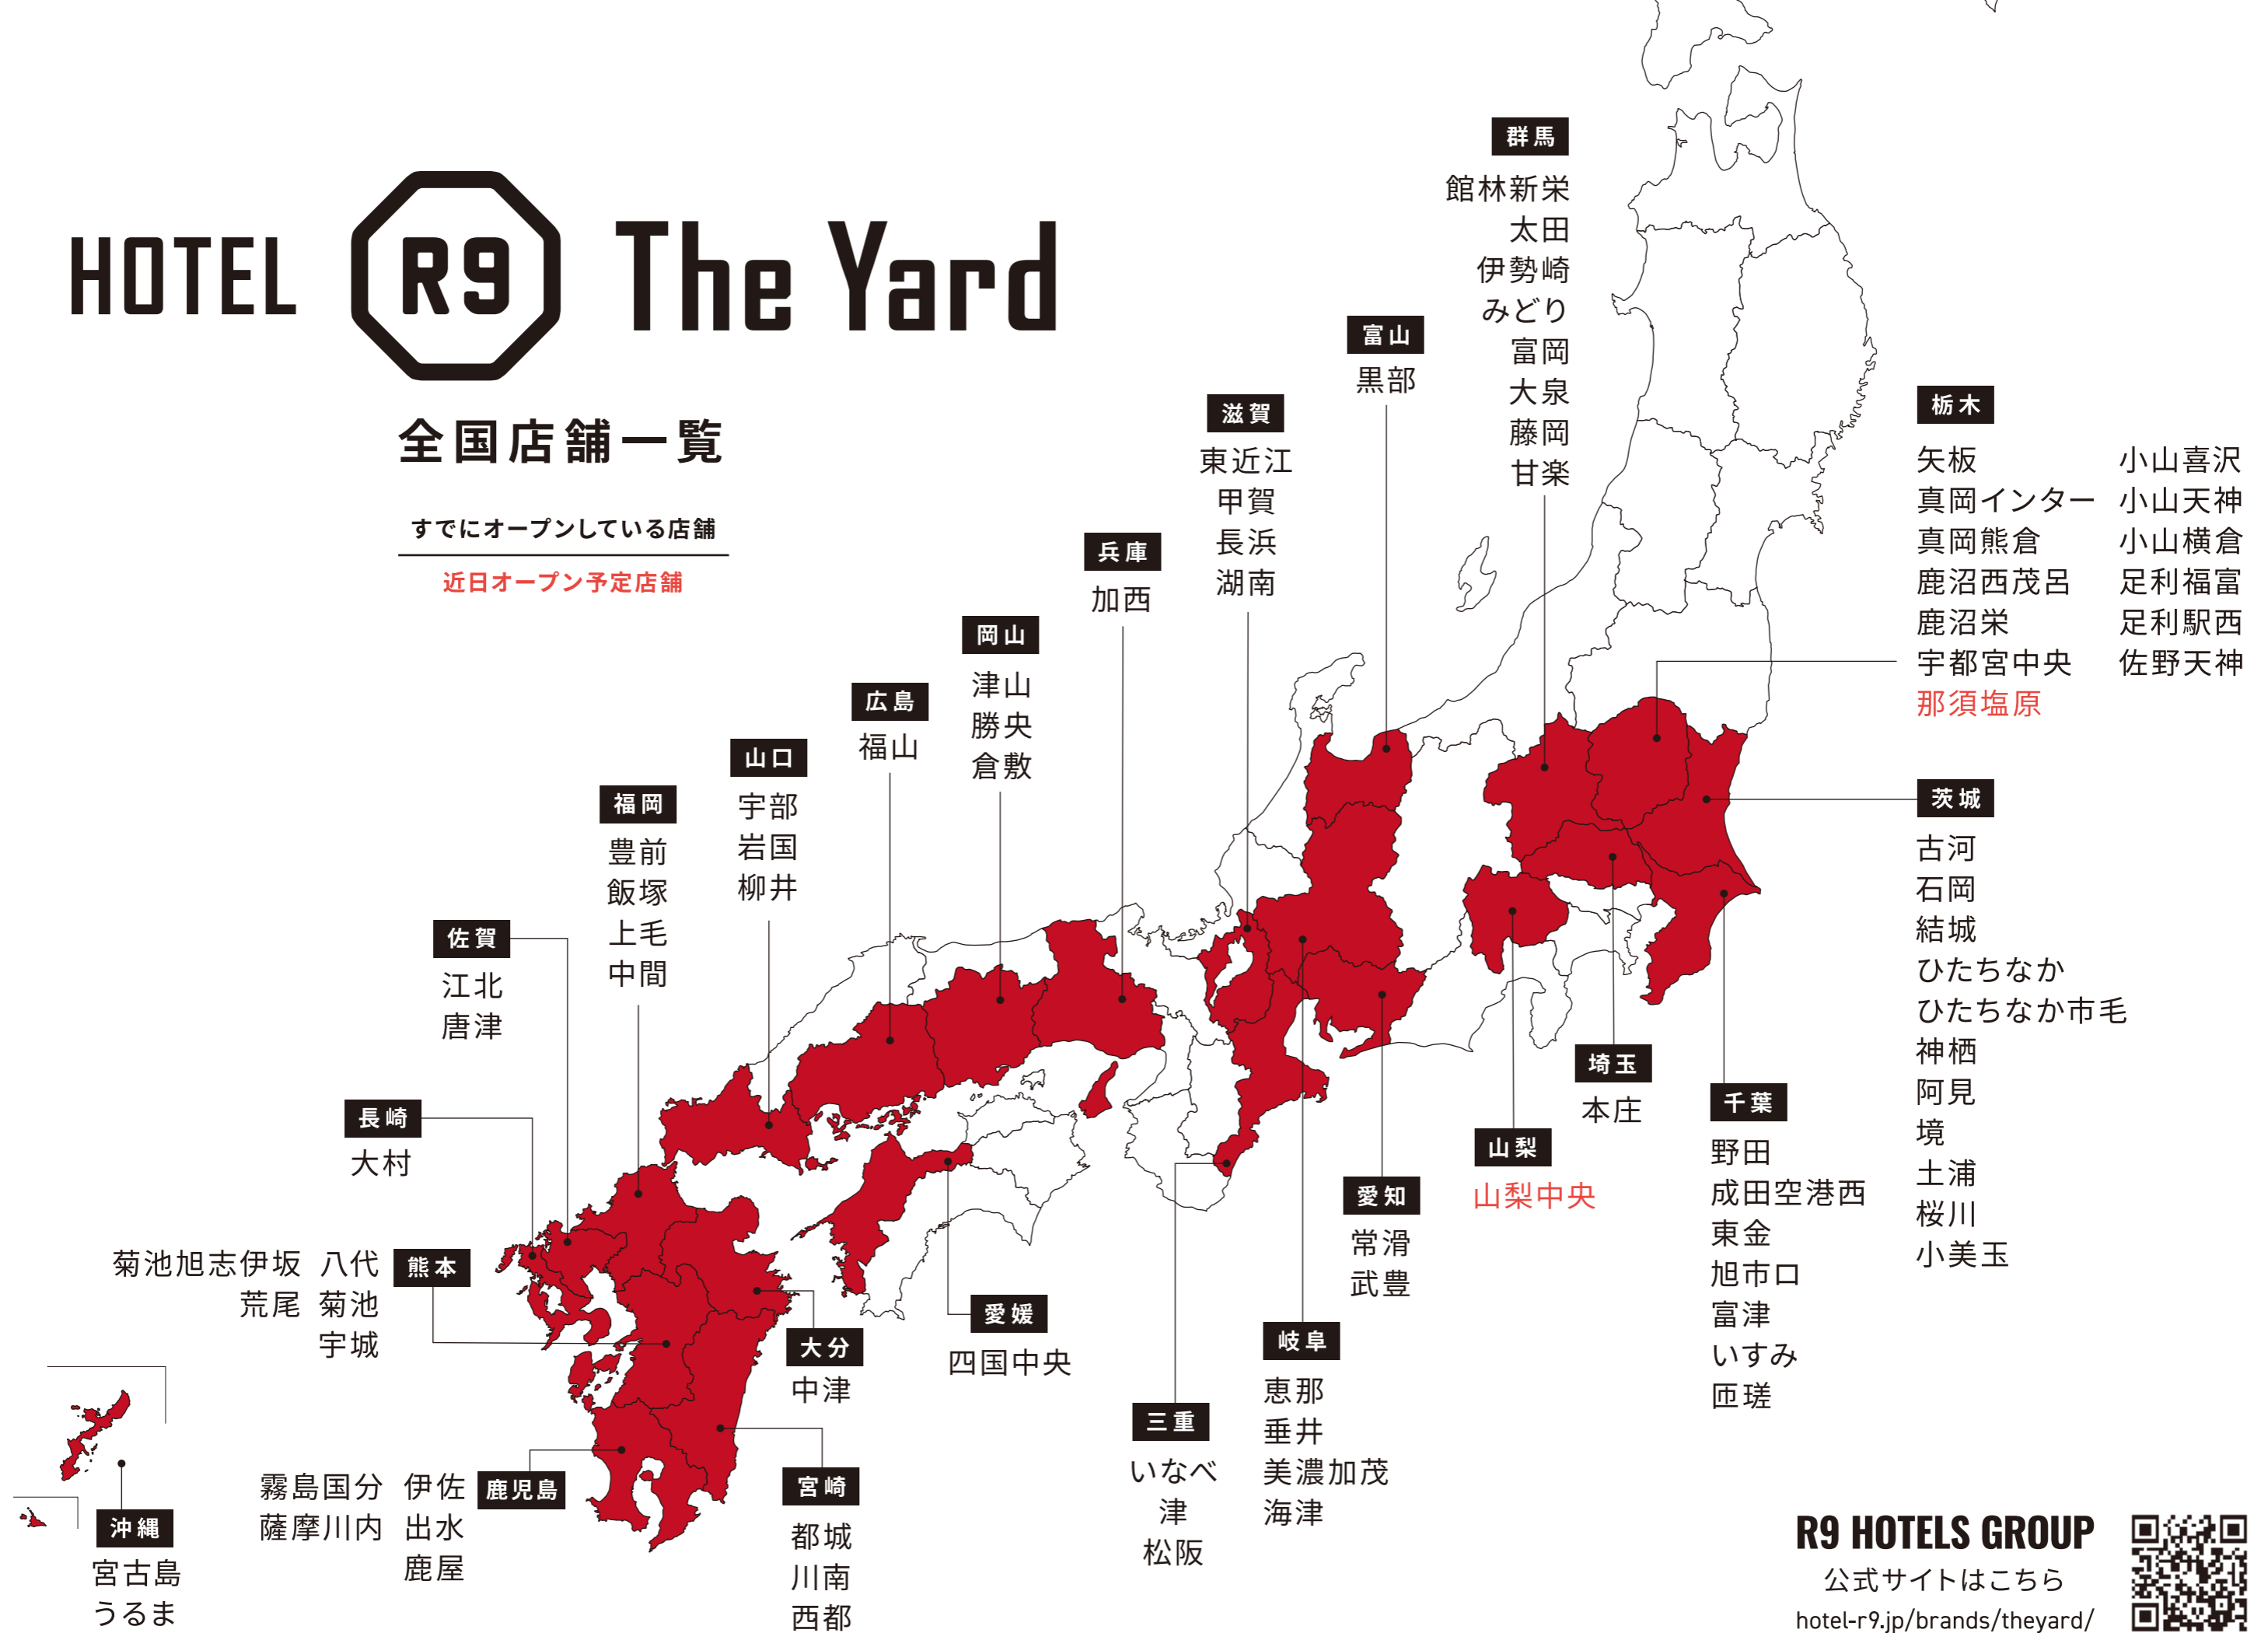 HOTEL R9 The Yard
全国店舗一覧
すでにオープンしている店舗
近日オープン予定店舗
群馬
館林新栄
太田
伊勢崎
みどり
富岡
大泉
藤岡
甘楽
富山
黒部
滋賀
東近江
甲賀
長浜
湖南
兵庫
加西
岡山
津山
勝央
倉敷
広島
福山
山口
宇部
岩国
柳井
福岡
豊前
飯塚
上毛
中間
佐賀
江北
唐津
長崎
大村
熊本
菊池旭志伊坂 八代
荒尾 菊池
宇城
鹿児島
霧島国分 伊佐
薩摩川内 出水
鹿屋
沖縄
宮古島
うるま
宮崎
都城
川南
西都
大分
中津
愛媛
四国中央
三重
いなべ
津
松阪
岐阜
恵那
垂井
美濃加茂
海津
愛知
常滑
武豊
山梨
山梨中央
埼玉
本庄
千葉
野田
成田空港西
東金
旭市口
富津
いすみ
匝瑳
栃木
矢板 小山喜沢
真岡インター 小山天神
真岡熊倉 小山横倉
鹿沼西茂呂 足利福富
鹿沼栄 足利駅西
宇都宮中央 佐野天神
那須塩原
茨城
古河
石岡
結城
ひたちなか
ひたちなか市毛
神栖
阿見
境
土浦
桜川
小美玉
R9 HOTELS GROUP
公式サイトはこちら
hotel-r9.jp/brands/theyard/